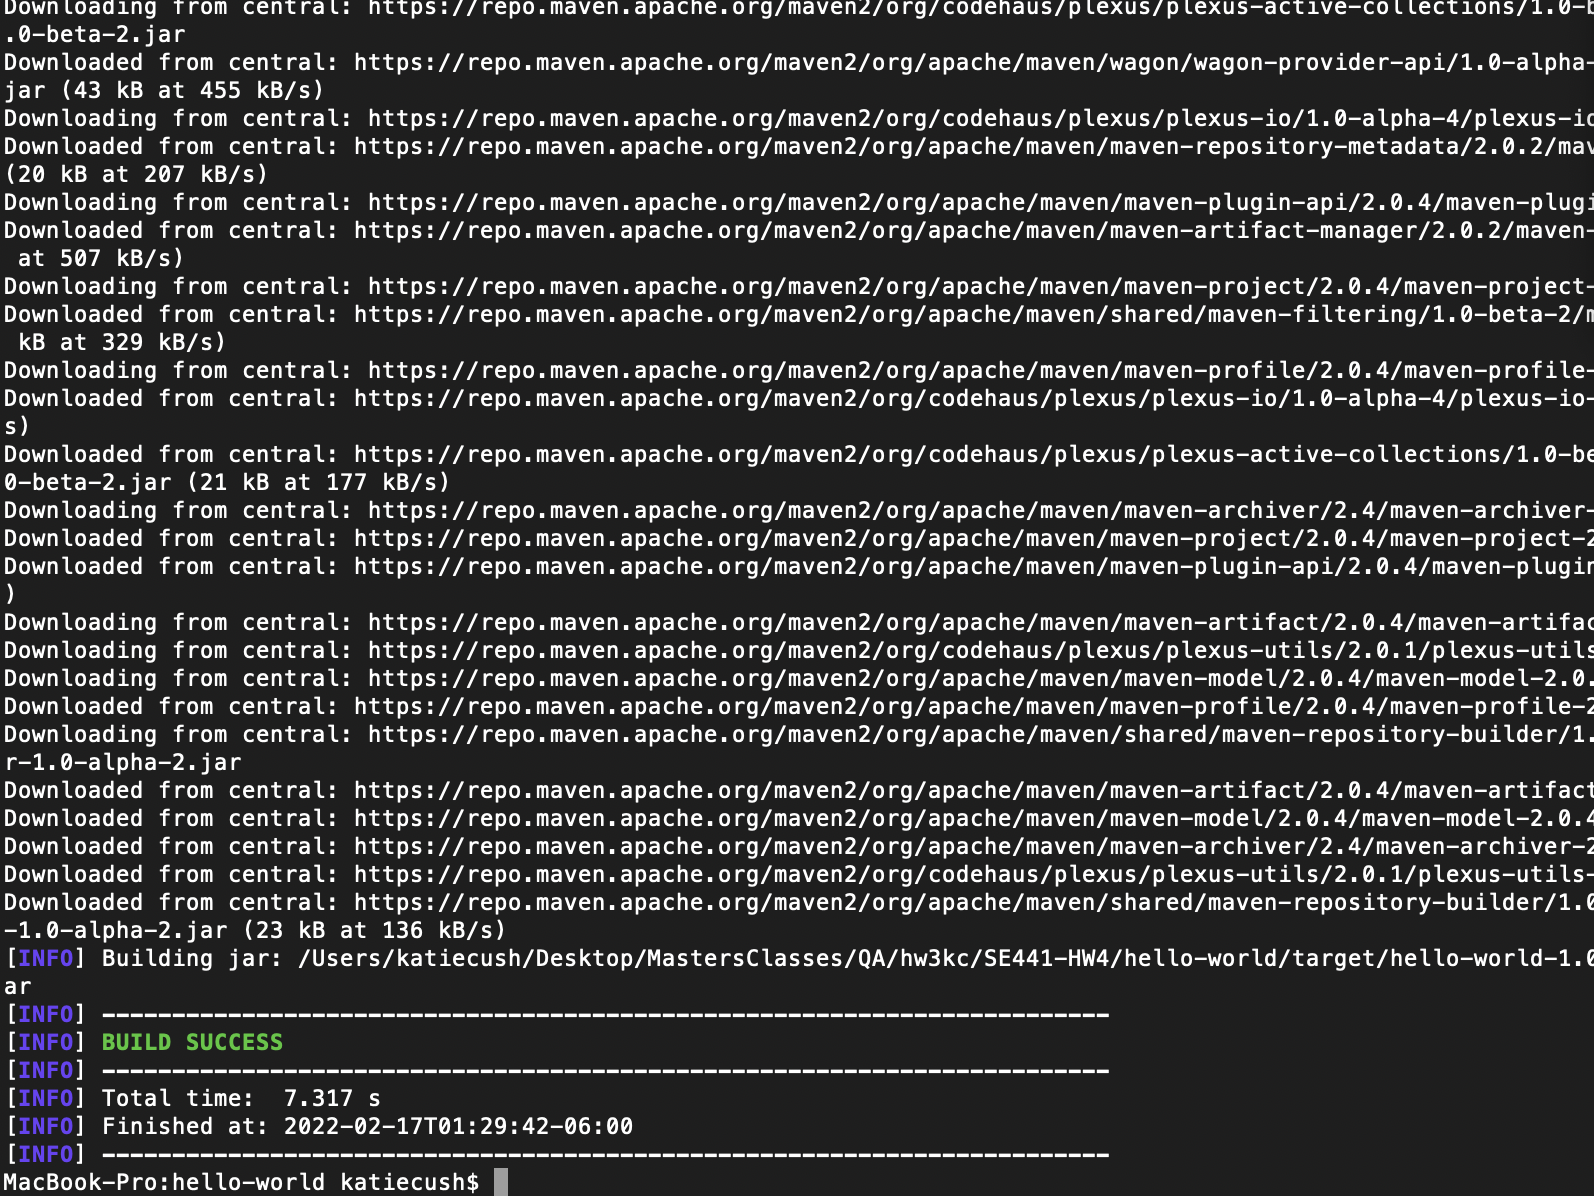 Downloading from central: https://repo.maven.apache.org/maven2/org/codehaus/plexus/plexus-active-collections/1.0-b
.0-beta-2.jar
Downloaded from central: https://repo.maven.apache.org/maven2/org/apache/maven/wagon/wagon-provider-api/1.0-alpha-
jar (43 kB at 455 kB/s)
Downloading from central: https://repo.maven.apache.org/maven2/org/codehaus/plexus/plexus-io/1.0-alpha-4/plexus-io
Downloaded from central: https://repo.maven.apache.org/maven2/org/apache/maven/maven-repository-metadata/2.0.2/mav
(20 kB at 207 kB/s)
Downloading from central: https://repo.maven.apache.org/maven2/org/apache/maven/maven-plugin-api/2.0.4/maven-plugi
Downloaded from central: https://repo.maven.apache.org/maven2/org/apache/maven/maven-artifact-manager/2.0.2/maven-
 at 507 kB/s)
Downloading from central: https://repo.maven.apache.org/maven2/org/apache/maven/maven-project/2.0.4/maven-project-
Downloaded from central: https://repo.maven.apache.org/maven2/org/apache/maven/shared/maven-filtering/1.0-beta-2/m
 kB at 329 kB/s)
Downloading from central: https://repo.maven.apache.org/maven2/org/apache/maven/maven-profile/2.0.4/maven-profile-
Downloaded from central: https://repo.maven.apache.org/maven2/org/codehaus/plexus/plexus-io/1.0-alpha-4/plexus-io-
s)
Downloaded from central: https://repo.maven.apache.org/maven2/org/codehaus/plexus/plexus-active-collections/1.0-be
0-beta-2.jar (21 kB at 177 kB/s)
Downloading from central: https://repo.maven.apache.org/maven2/org/apache/maven/maven-archiver/2.4/maven-archiver-
Downloaded from central: https://repo.maven.apache.org/maven2/org/apache/maven/maven-project/2.0.4/maven-project-2
Downloaded from central: https://repo.maven.apache.org/maven2/org/apache/maven/maven-plugin-api/2.0.4/maven-plugin
)
Downloading from central: https://repo.maven.apache.org/maven2/org/apache/maven/maven-artifact/2.0.4/maven-artifac
Downloading from central: https://repo.maven.apache.org/maven2/org/codehaus/plexus/plexus-utils/2.0.1/plexus-utils
Downloading from central: https://repo.maven.apache.org/maven2/org/apache/maven/maven-model/2.0.4/maven-model-2.0.
Downloaded from central: https://repo.maven.apache.org/maven2/org/apache/maven/maven-profile/2.0.4/maven-profile-2
Downloading from central: https://repo.maven.apache.org/maven2/org/apache/maven/shared/maven-repository-builder/1.
r-1.0-alpha-2.jar
Downloaded from central: https://repo.maven.apache.org/maven2/org/apache/maven/maven-artifact/2.0.4/maven-artifact
Downloaded from central: https://repo.maven.apache.org/maven2/org/apache/maven/maven-model/2.0.4/maven-model-2.0.4
Downloaded from central: https://repo.maven.apache.org/maven2/org/apache/maven/maven-archiver/2.4/maven-archiver-2
Downloaded from central: https://repo.maven.apache.org/maven2/org/codehaus/plexus/plexus-utils/2.0.1/plexus-utils-
Downloaded from central: https://repo.maven.apache.org/maven2/org/apache/maven/shared/maven-repository-builder/1.0
-1.0-alpha-2.jar (23 kB at 136 kB/s)
[INFO] Building jar: /Users/katiecush/Desktop/MastersClasses/QA/hw3kc/SE441-HW4/hello-world/target/hello-world-1.0
ar
[INFO] ------------------------------------------------------------------------
[INFO] BUILD SUCCESS
[INFO] ------------------------------------------------------------------------
[INFO] Total time:  7.317 s
[INFO] Finished at: 2022-02-17T01:29:42-06:00
[INFO] ------------------------------------------------------------------------
MacBook-Pro:hello-world katiecush$